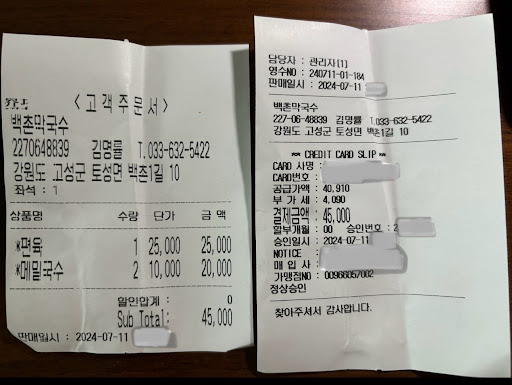 <고객주문서>
백촌막국수
2270648839 김명률 T.033-632-5422
강원도 고성군 토성면 백촌1길 10
좌석 : 1
상품명 수량 단가 금 액
*편육 1 25,000 25,000
*메밀국수 2 10,000 20,000
할인합계 : 0
Sub Total: 45,000
판매일시 : 2024-07-11
담당자 : 관리자[1]
영수NO : 240711-01-184
판매일시 : 2024-07-11
백촌막국수
227-06-48839 김명률 T.033-632-5422
강원도 고성군 토성면 백촌1길 10
** CREDIT CARD SLIP **
CARD 사명 :
CARD번호 :
공급가액 : 40,910
부 가 세 : 4,090
결제금액 : 45,000
할부개월 : 00 승인번호 : 2
승인일시 : 2024-07-11
NOTICE :
매 입 사 :
가맹점NO : 00966057002
정상승인
찾아주셔서 감사합니다.